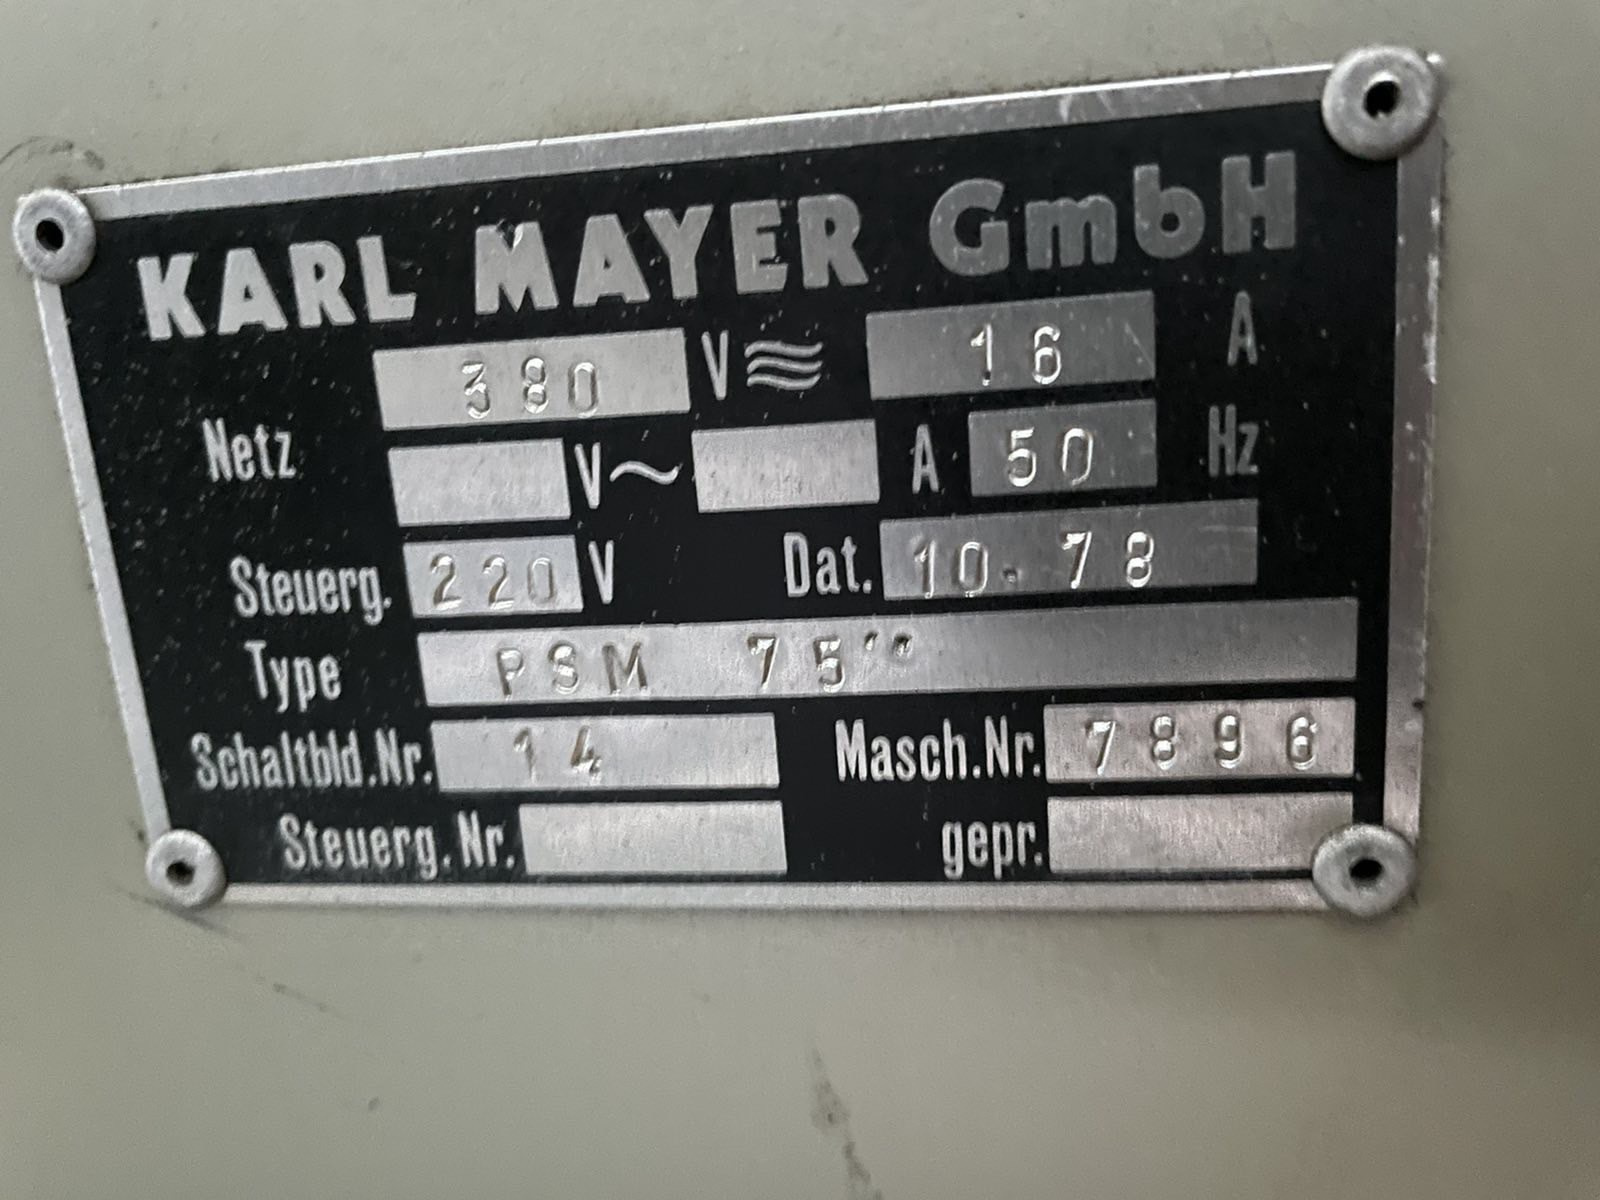 KARL MAYER GmbH
380 V 16 A
Netz V~ A 50 Hz
Steuerg. 220 V Dat. 10-78
Type PSM 75''
Schaltbld.Nr. 14 Masch.Nr. 7896
Steuerg.Nr. gepr.